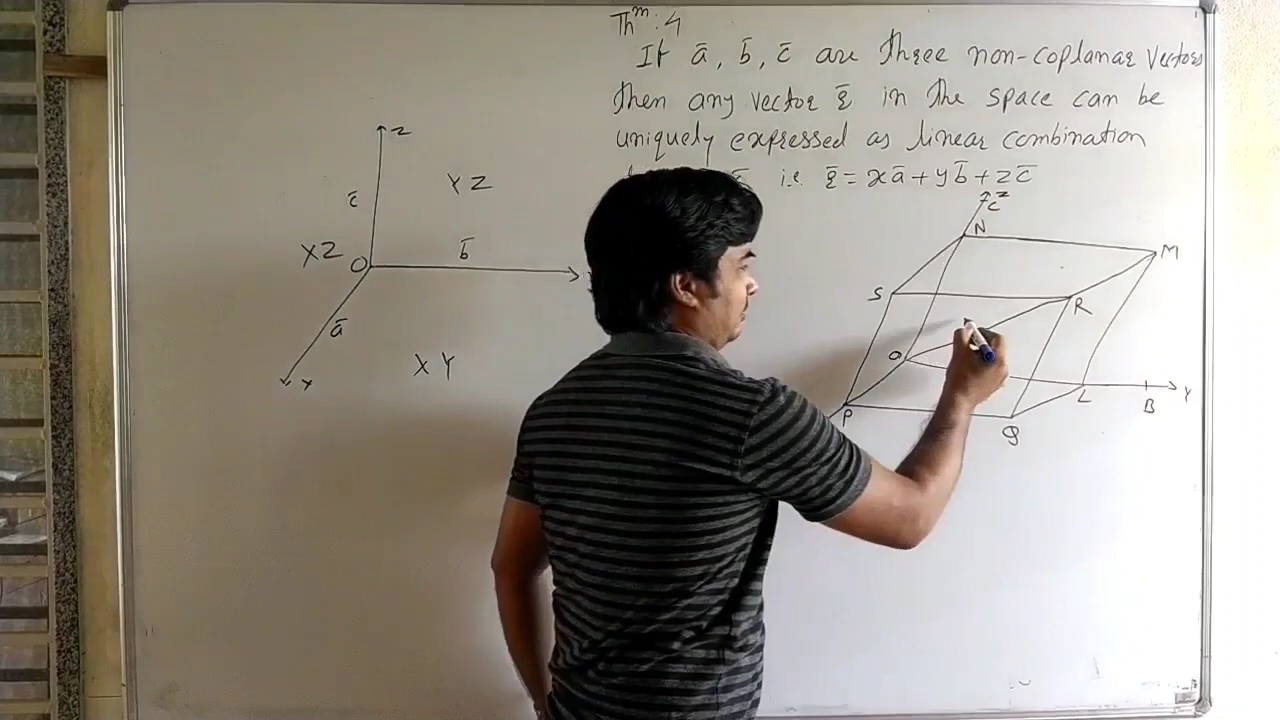 Thm : 4
If a̅, b̅, c̅ are three non-coplanar vectors
then any vector r̅ in the space can be
uniquely expressed as linear combination
i.e. r̅ = xa̅ + yb̅ + zc̅
Z
c̅
YZ
XZ
O
b̅
a̅
X
XY
Z
C
N
M
S
R
O
L
B
Y
P
Q